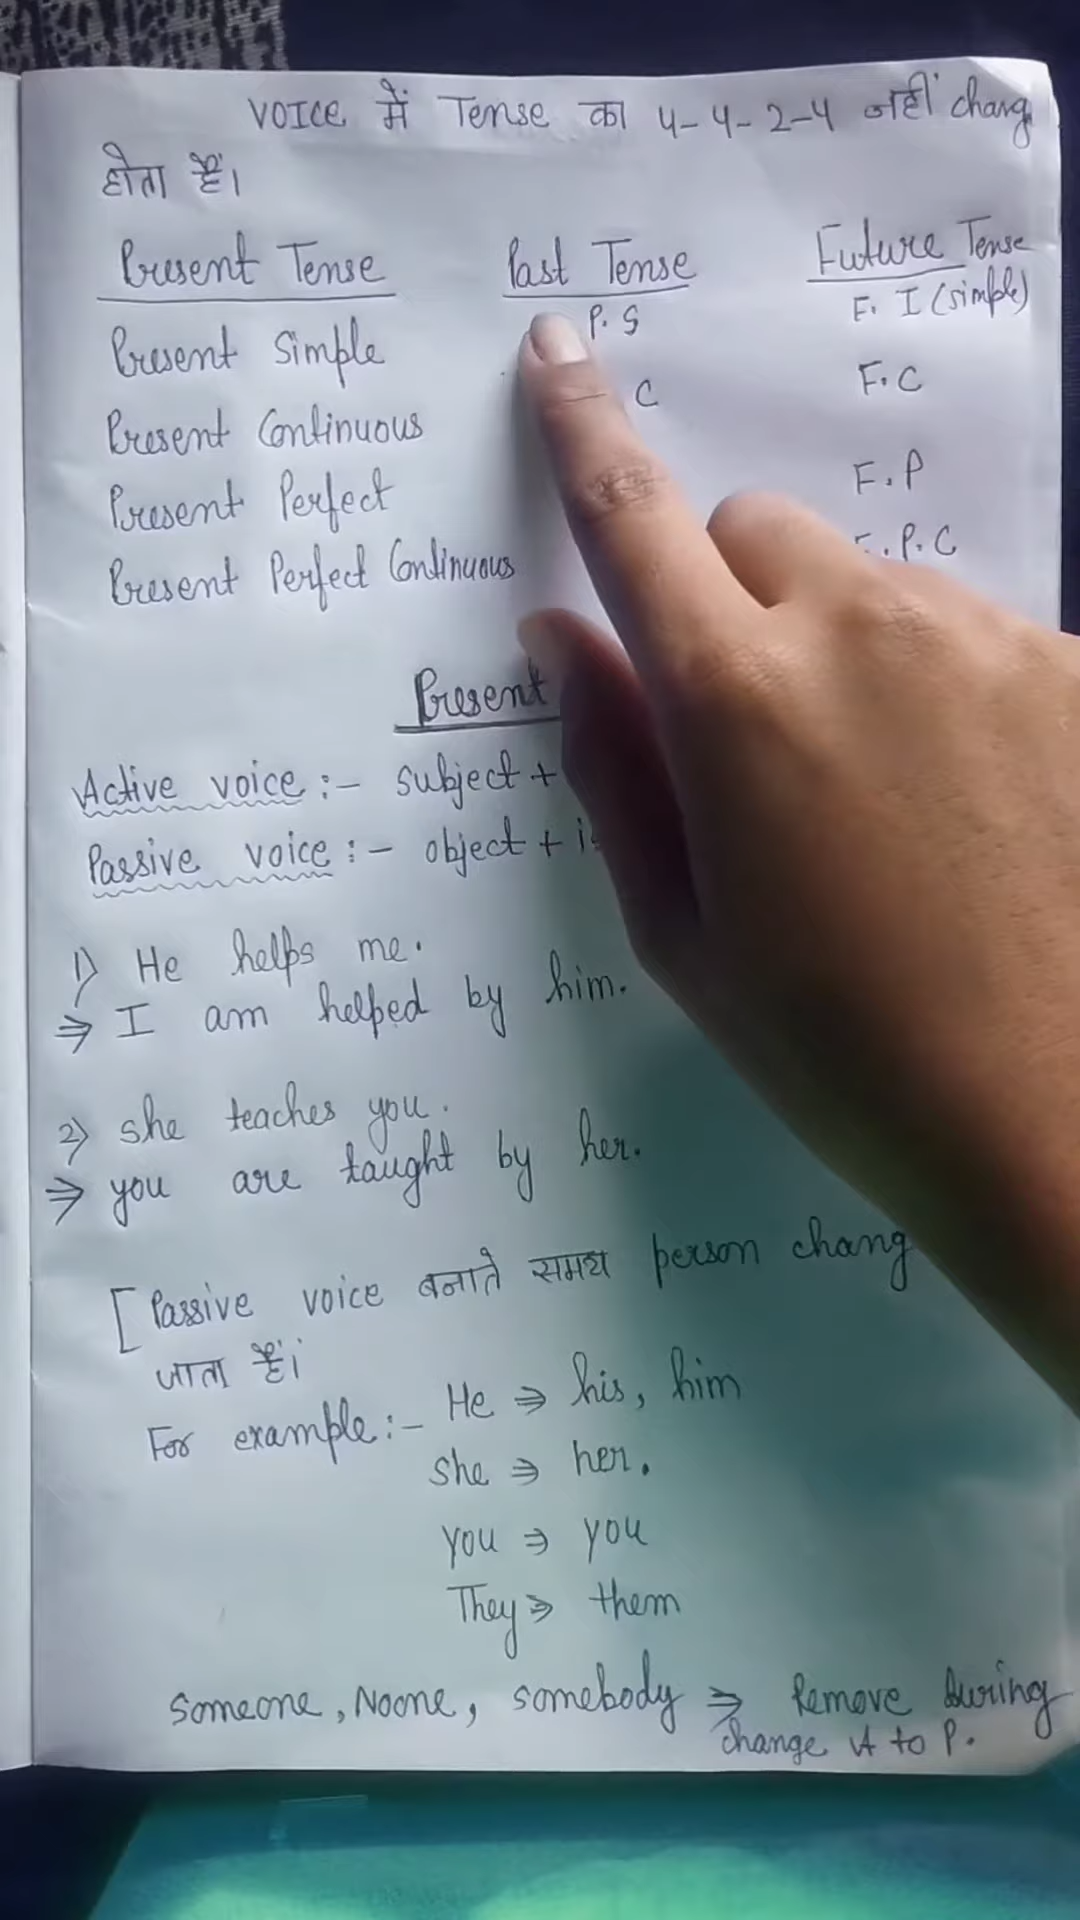 VOICE में Tense का 4-4-2-4 नहीं chang
होता हैं।
Present Tense Past Tense Future Tense
Present Simple P.S F. I (simple)
Present Continuous C F.C
Present Perfect F.P
Present Perfect Continuous .P.C
Present
Active voice :- subject +
Passive voice :- object +
1) He helps me.
⇒ I am helped by him.
2) she teaches you.
⇒ you are taught by her.
[Passive voice बनाते समय person chang
जाता हैं।
For example:- He ⇒ his, him
she ⇒ her.
you ⇒ you
They ⇒ them
Someone, Noone, somebody ⇒ Remove during
change A to P.